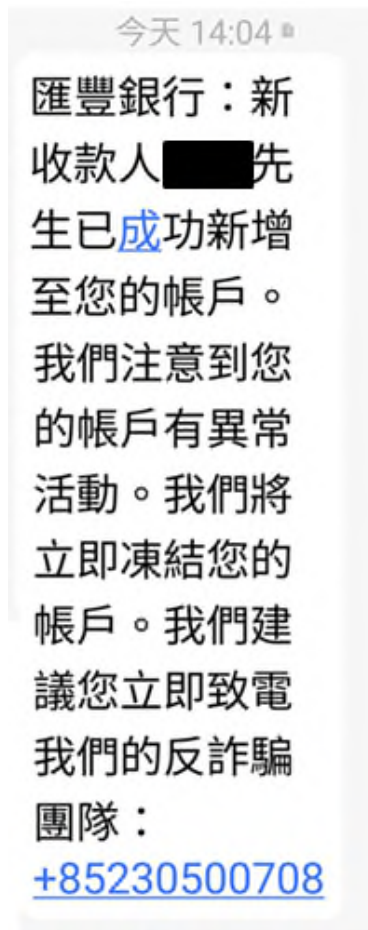 今天 14:04
匯豐銀行：新
收款人先
生已成功新增
至您的帳戶。
我們注意到您
的帳戶有異常
活動。我們將
立即凍結您的
帳戶。我們建
議您立即致電
我們的反詐騙
團隊：
+85230500708